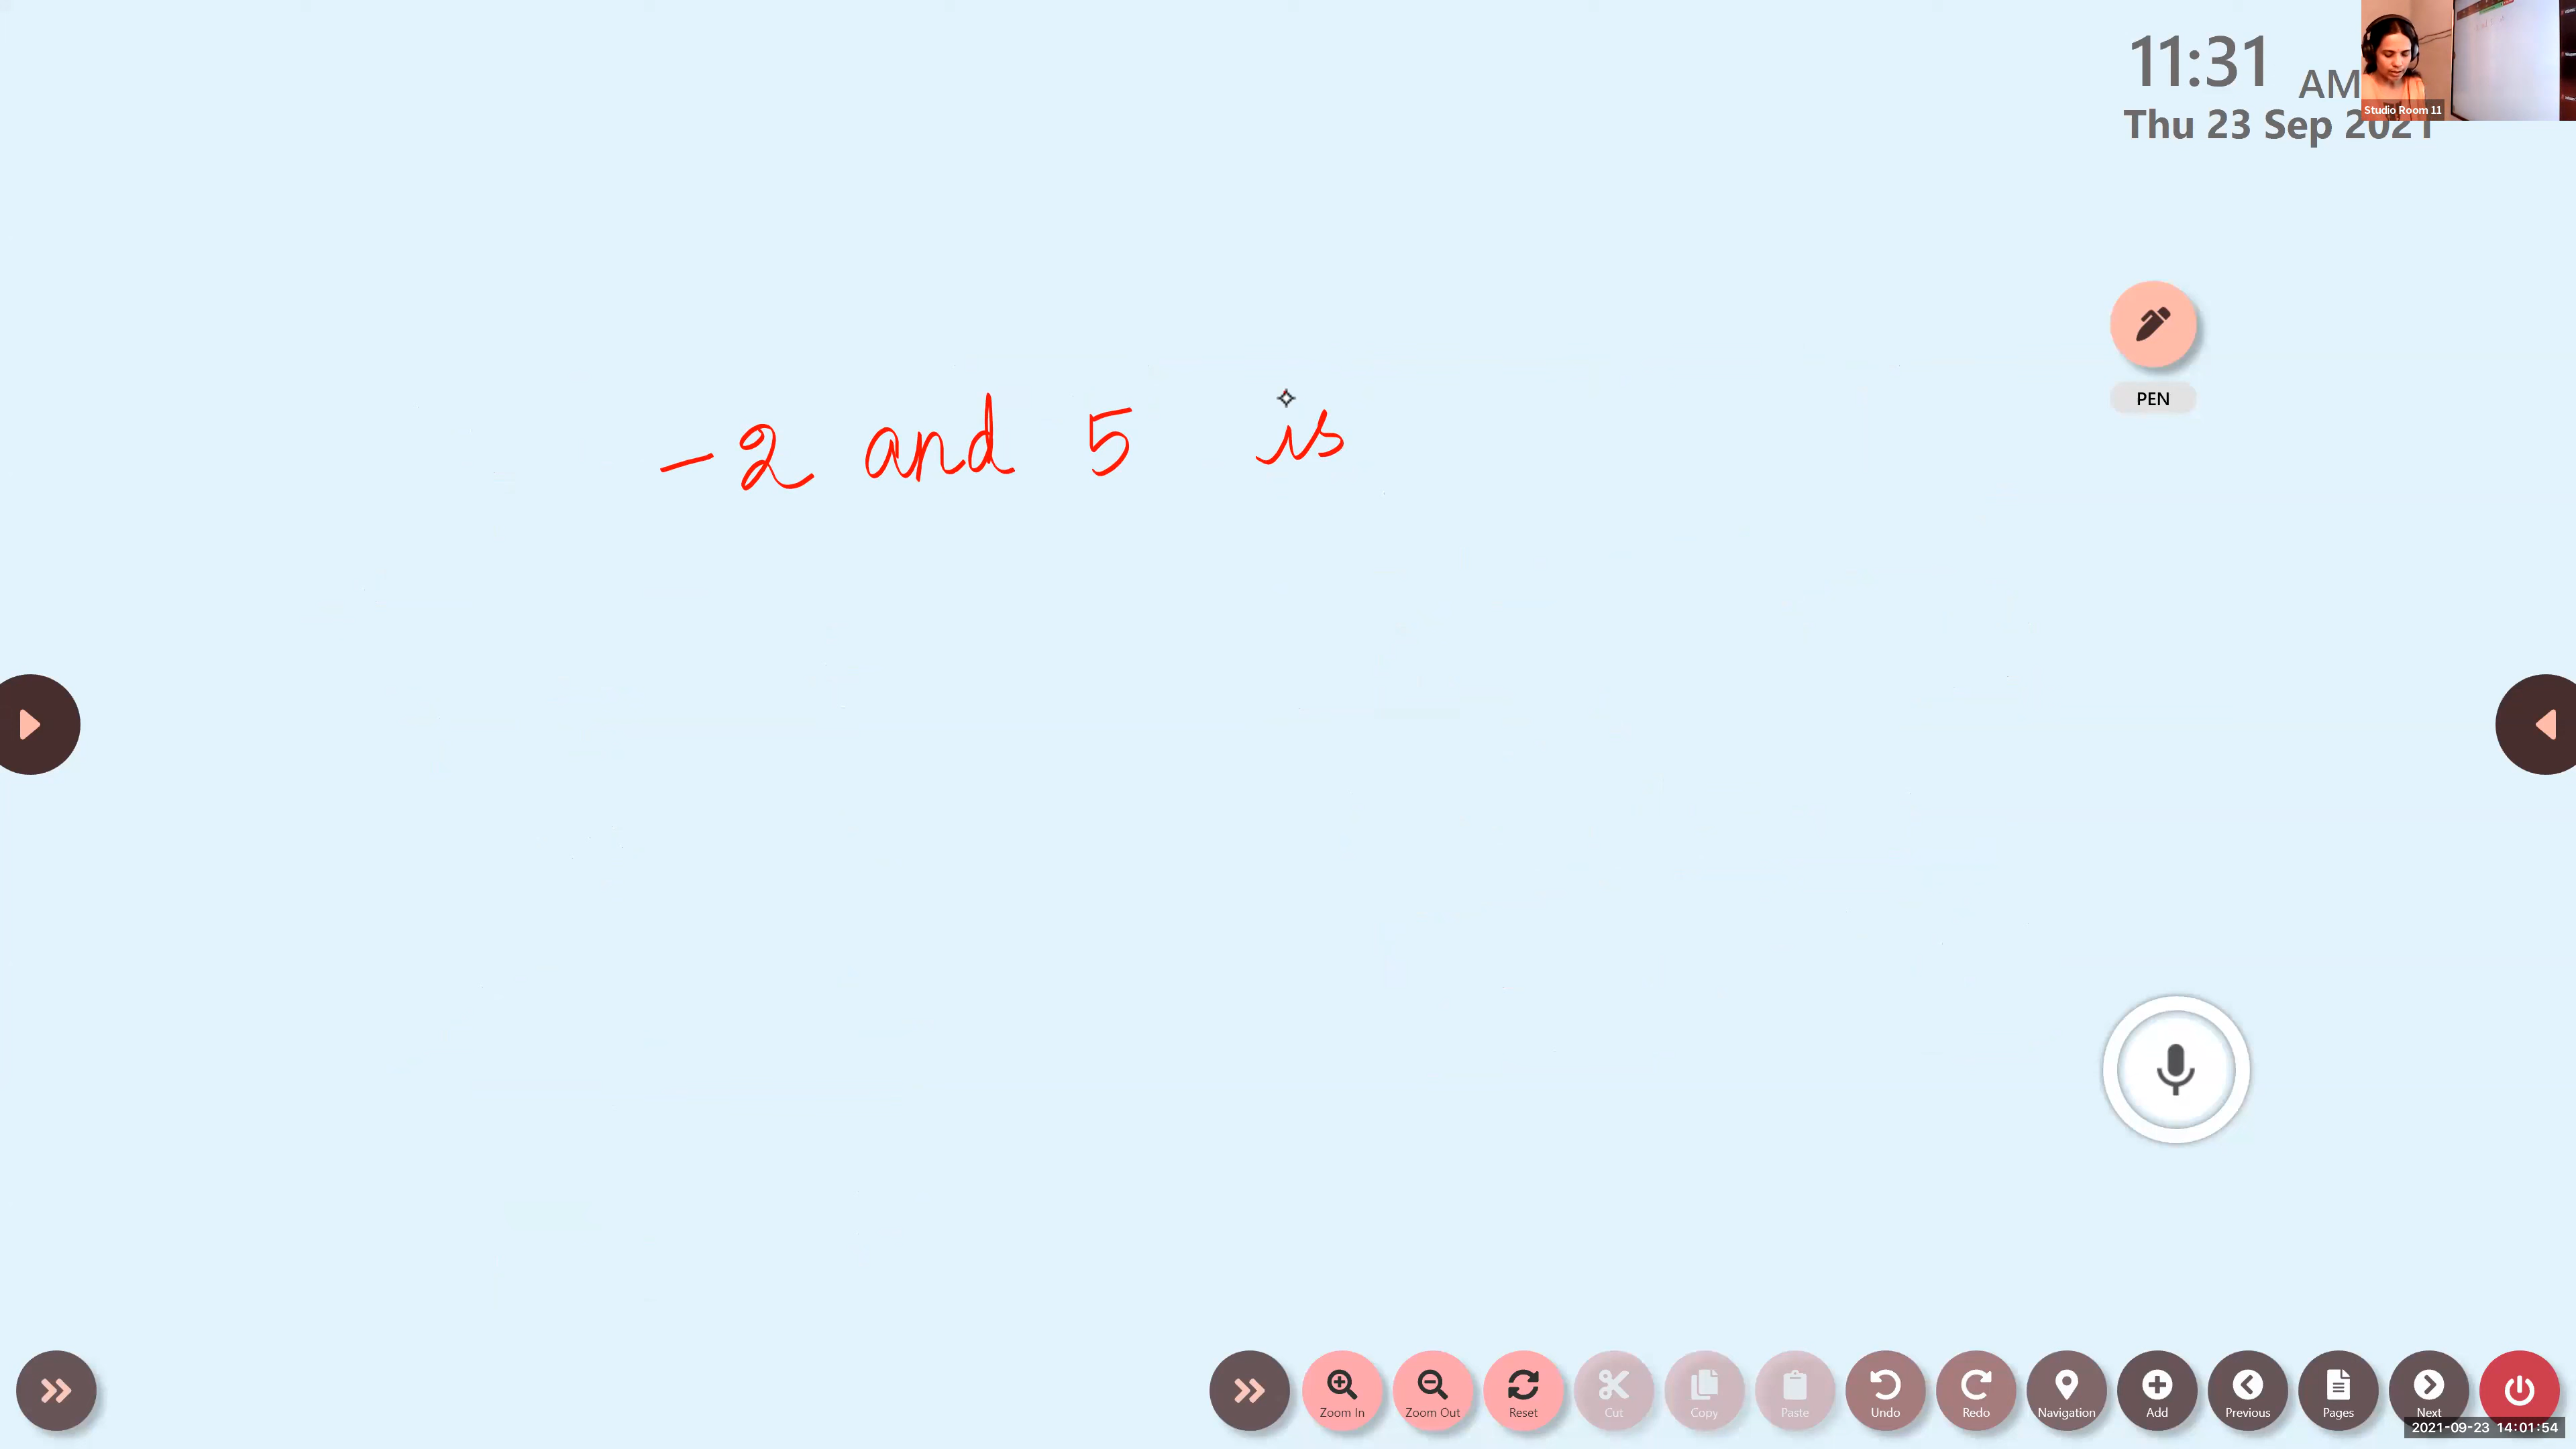 11:31 AM
Studio Room 11
Thu 23 Sep 2021
PEN
-2 and 5 is
Zoom In Zoom Out Reset Cut Copy Paste Undo Redo Navigation Add Previous Pages Next
2021-09-23 14:01:54